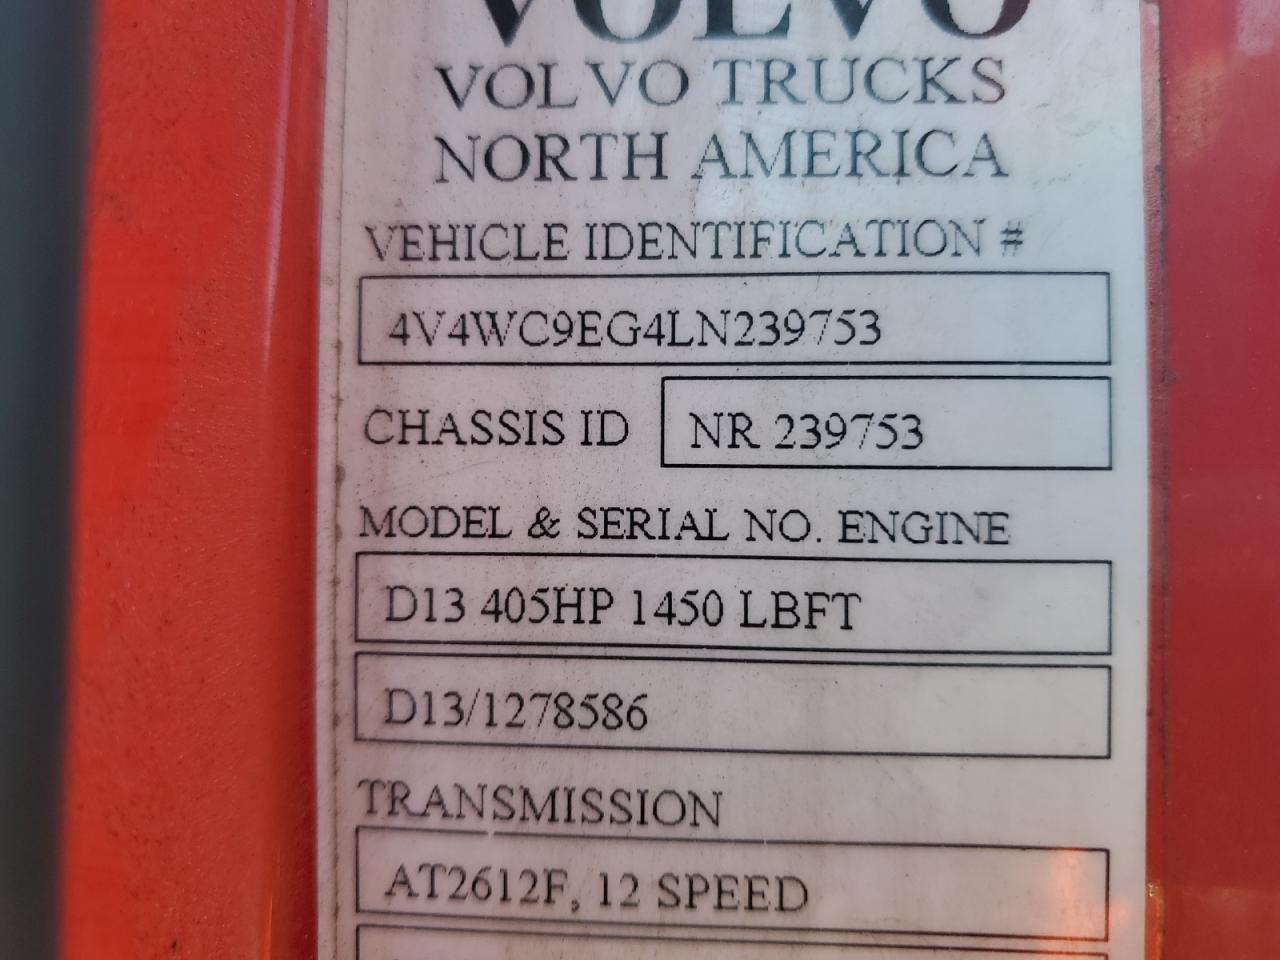 VOLVO
VOLVO TRUCKS
NORTH AMERICA
VEHICLE IDENTIFICATION #
4V4WC9EG4LN239753
CHASSIS ID NR 239753
MODEL & SERIAL NO. ENGINE
D13 405HP 1450 LBFT
D13/1278586
TRANSMISSION
AT2612F, 12 SPEED